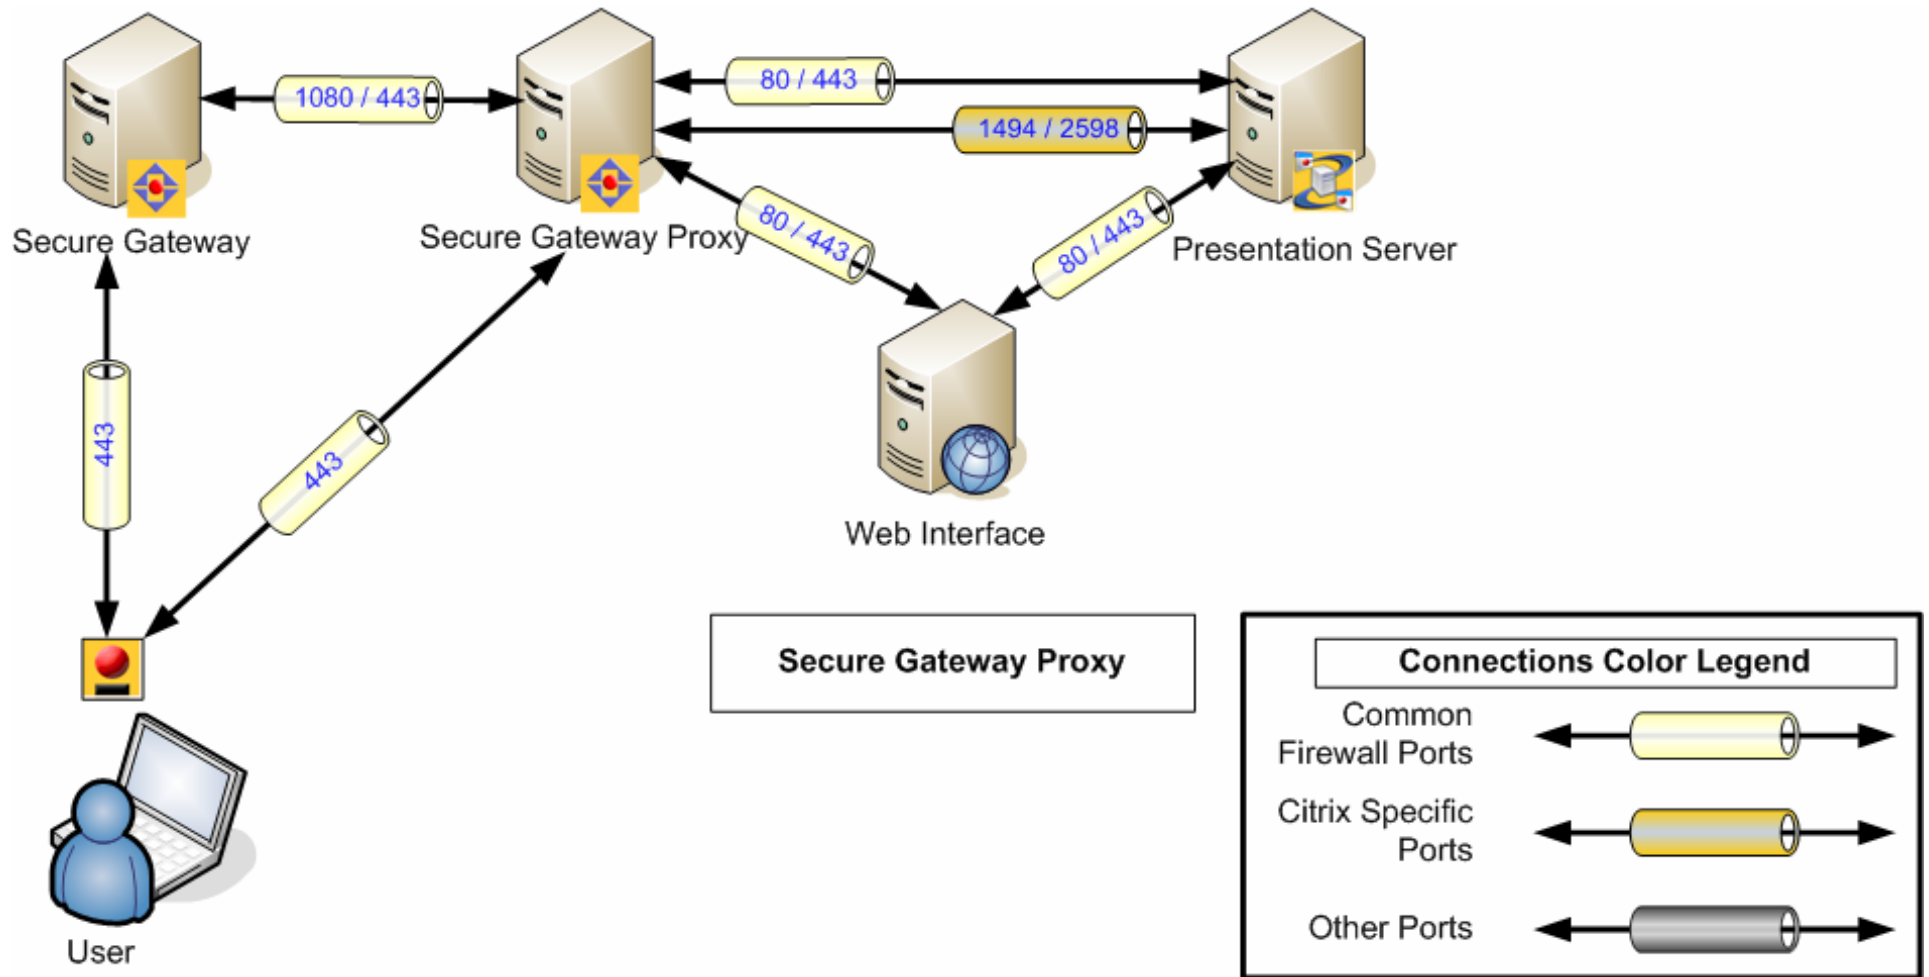 1080 / 443
80 / 443
1494 / 2598
Secure Gateway
Secure Gateway Proxy
80 / 443
80 / 443
Presentation Server
443
443
Web Interface
Secure Gateway Proxy
Connections Color Legend
Common
Firewall Ports
Citrix Specific
Ports
Other Ports
User